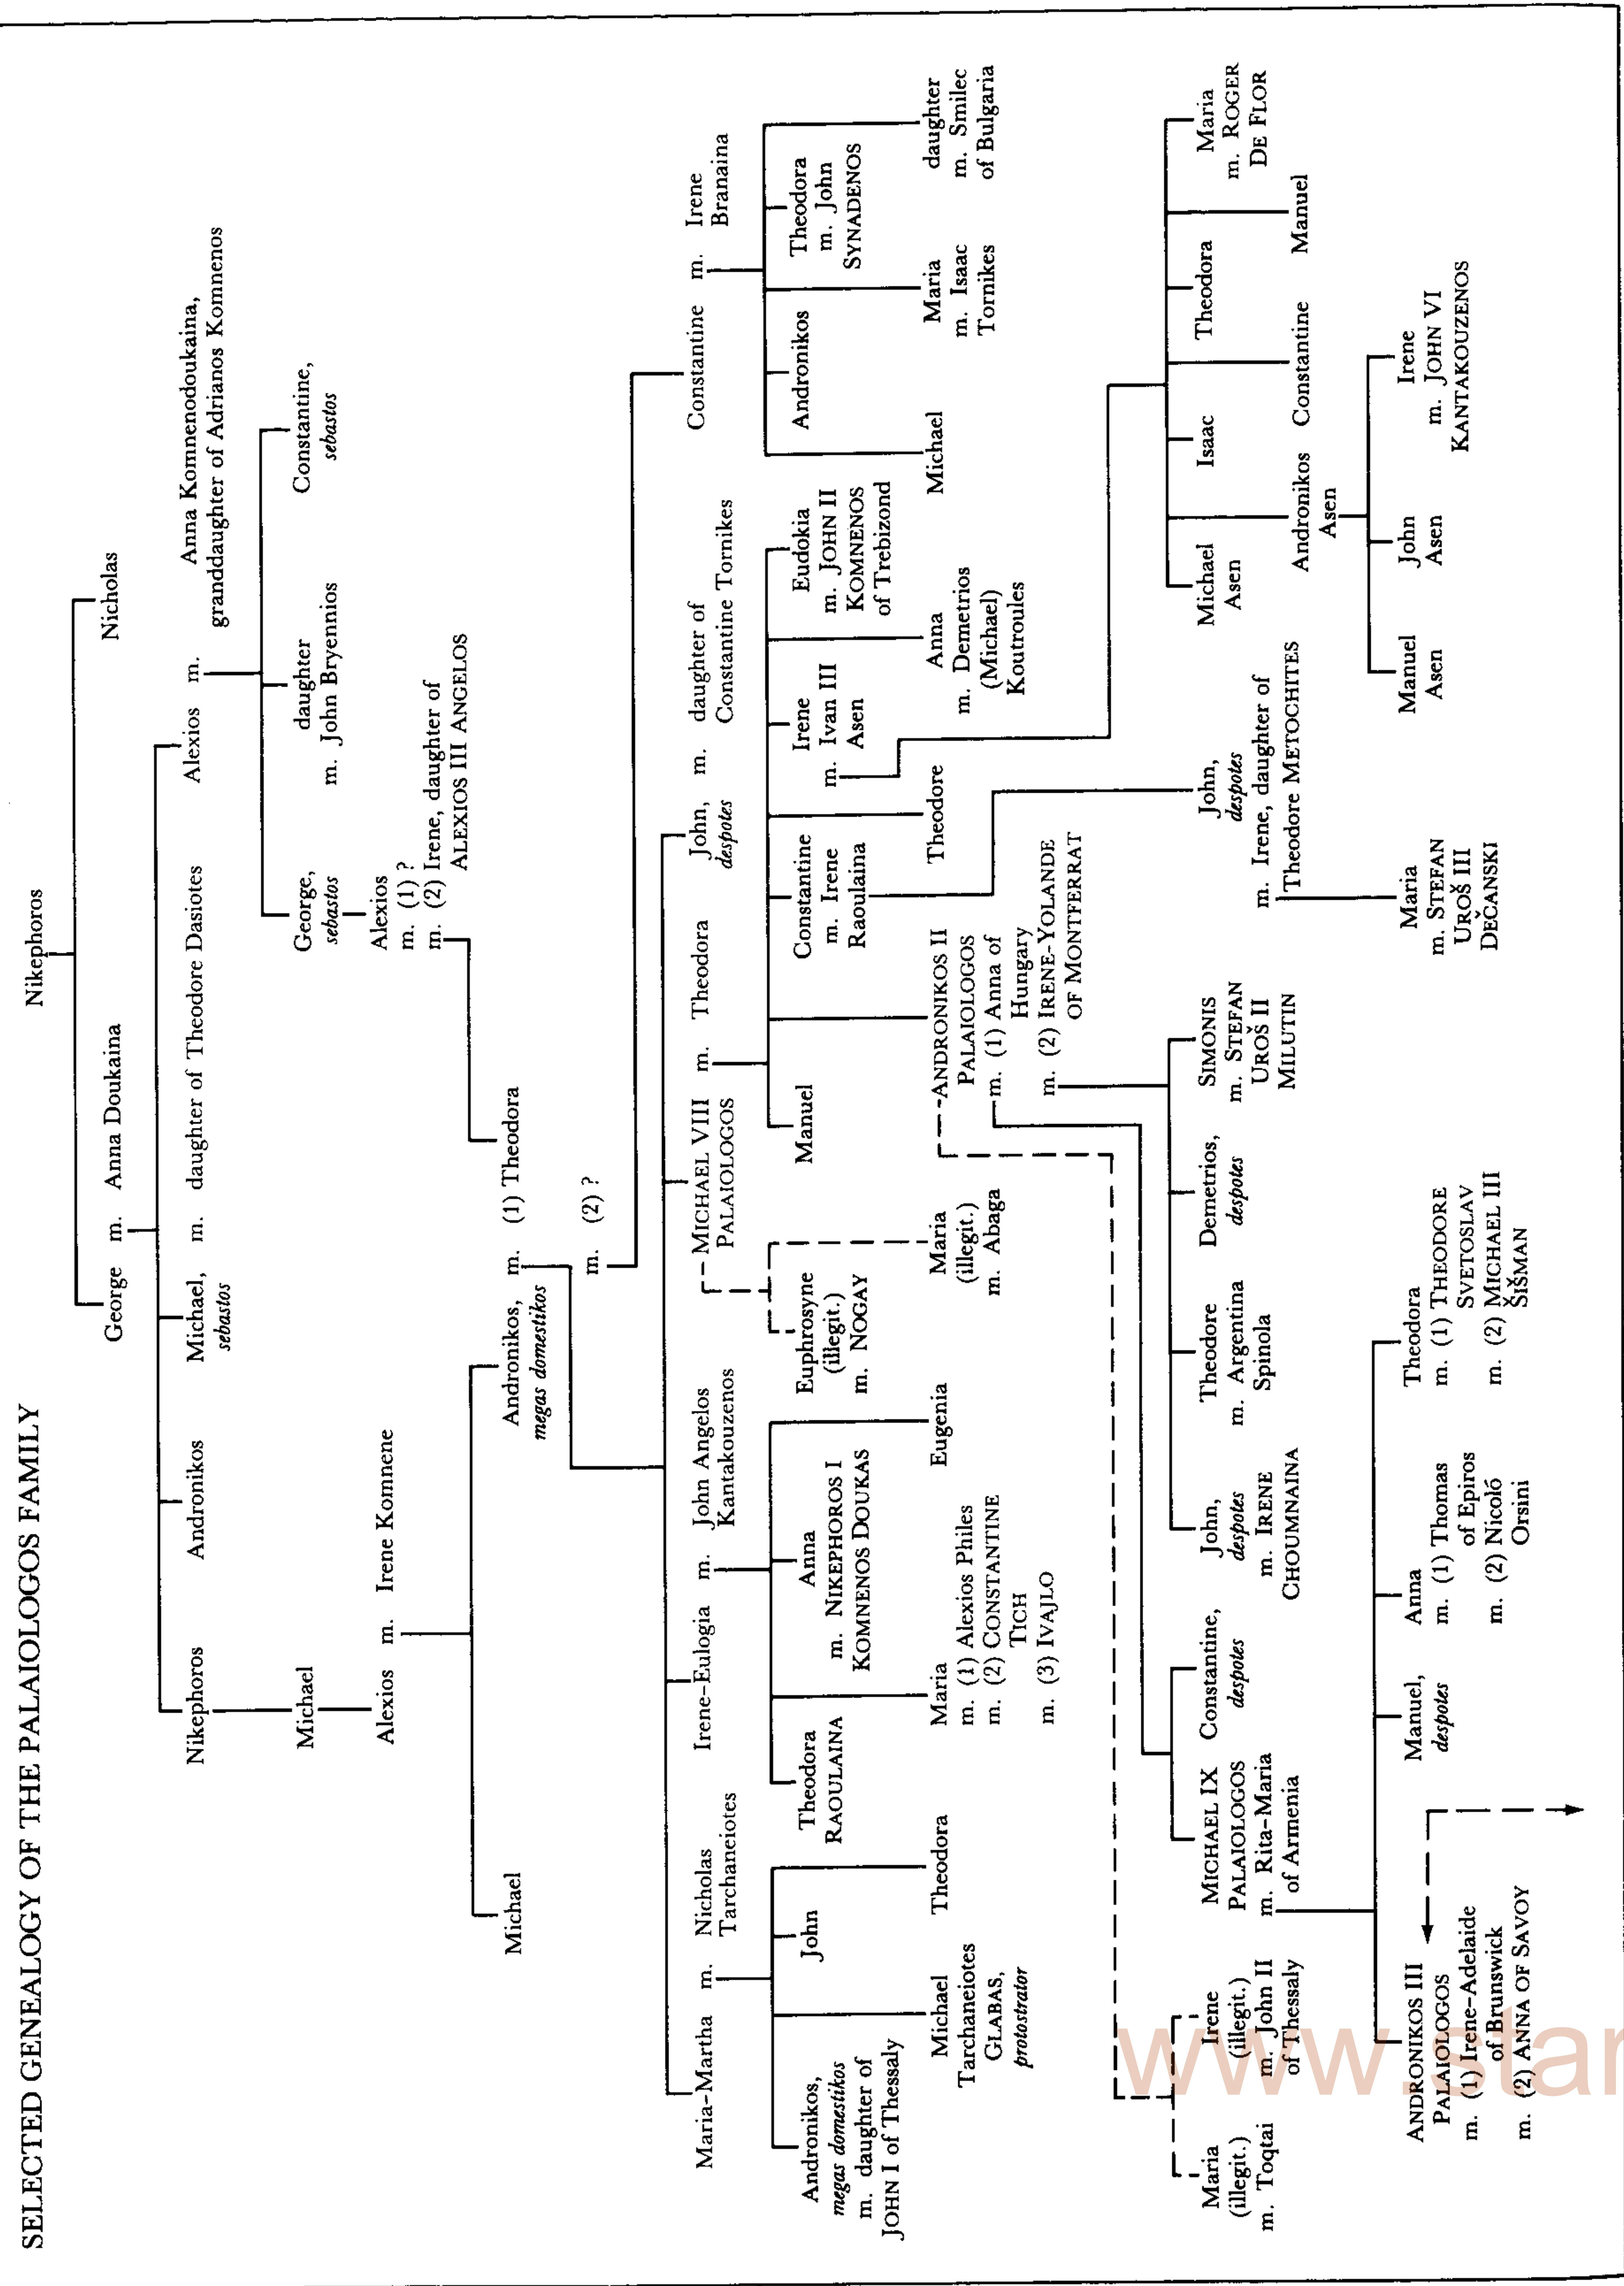 SELECTED GENEALOGY OF THE PALAIOLOGOS FAMILY
Nikephoros
George m. Anna Doukaina
Nicholas
Nikephoros
Andronikos
Michael, m. daughter of Theodore Dasiotes
sebastos
Alexios m. Anna Komnenodoukaina,
granddaughter of Adrianos Komnenos
Michael
George,
sebastos
daughter
m. John Bryennios
Constantine,
sebastos
Alexios m. Irene Komnene
Alexios
m. (1) ?
m. (2) Irene, daughter of
ALEXIOS III ANGELOS
Michael
Andronikos, m. (1) Theodora
megas domestikos
m. (2) ?
Theodora
Maria-Martha m. Nicholas
Tarchaneiotes
Irene-Eulogia m. John Angelos
Kantakouzenos
MICHAEL VIII m. Theodora
PALAIOLOGOS
John, m. daughter of
despotes Constantine Tornikes
Constantine m. Irene
Branaina
Andronikos,
megas domestikos
m. daughter of
JOHN I of Thessaly
John
Michael
Tarchaneiotes
GLABAS,
protostrator
Theodora
Theodora
RAOULAINA
Anna
m. NIKEPHOROS I
KOMNENOS DOUKAS
Maria
m. (1) Alexios Philes
m. (2) CONSTANTINE
TICH
m. (3) IVAJLO
Eugenia
Euphrosyne
(illegit.)
m. NOGAY
Maria
(illegit.)
m. Abaga
Manuel
ANDRONIKOS II
PALAIOLOGOS
m. (1) Anna of
Hungary
m. (2) IRENE-YOLANDE
OF MONTFERRAT
Constantine
m. Irene
Raoulaina
Theodore
Irene
m. Ivan III
Asen
Anna
m. Demetrios
(Michael)
Koutroules
Eudokia
m. JOHN II
KOMNENOS
of Trebizond
Michael
Andronikos
Maria
m. Isaac
Tornikes
Theodora
m. John
SYNADENOS
daughter
m. Smilec
of Bulgaria
Maria
(illegit.)
m. Toqtai
Irene
(illegit.)
m. John II
of Thessaly
MICHAEL IX
PALAIOLOGOS
m. Rita-Maria
of Armenia
Constantine,
despotes
John,
despotes
m. IRENE
CHOUMNAINA
Theodore
m. Argentina
Spinola
Demetrios,
despotes
SIMONIS
m. STEFAN
UROŠ II
MILUTIN
John,
despotes
m. Irene, daughter of
Theodore METOCHITES
Michael
Asen
Andronikos
Asen
Isaac
Constantine
Theodora
Manuel
Maria
m. ROGER
DE FLOR
ANDRONIKOS III
PALAIOLOGOS
m. (1) Irene-Adelaide
of Brunswick
m. (2) ANNA OF SAVOY
Manuel,
despotes
Anna
m. (1) Thomas
of Epiros
m. (2) Nicoló
Orsini
Theodora
m. (1) THEODORE
SVETOSLAV
m. (2) MICHAEL III
ŠIŠMAN
Maria
m. STEFAN
UROŠ III
DEČANSKI
Manuel
Asen
John
Asen
Irene
m. JOHN VI
KANTAKOUZENOS
www.star